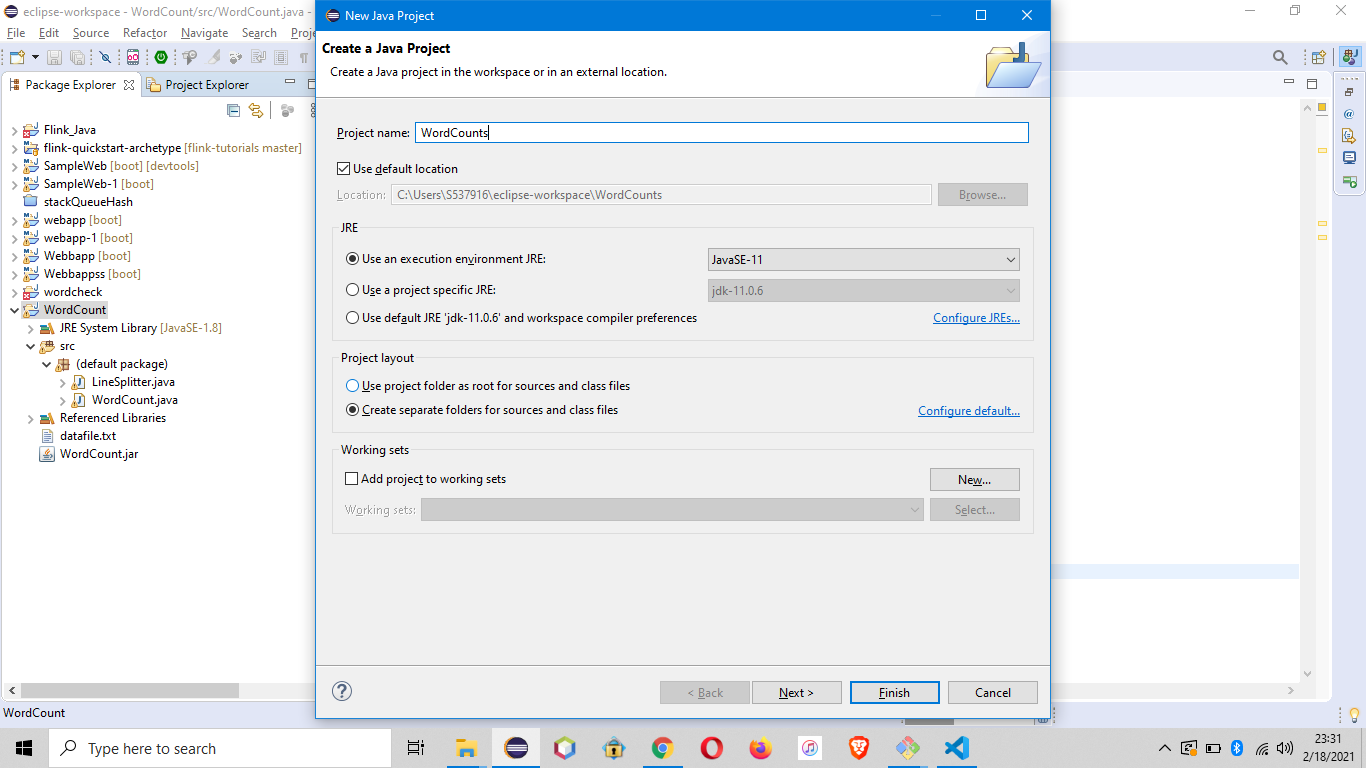 eclipse-workspace - WordCount/src/WordCount.java -
File Edit Source Refactor Navigate Search Proje
Package Explorer
Project Explorer
Flink_Java
flink-quickstart-archetype [flink-tutorials master]
SampleWeb [boot] [devtools]
SampleWeb-1 [boot]
stackQueueHash
webapp [boot]
webapp-1 [boot]
Webbapp [boot]
Webbappss [boot]
wordcheck
WordCount
JRE System Library [JavaSE-1.8]
src
(default package)
LineSplitter.java
WordCount.java
Referenced Libraries
datafile.txt
WordCount.jar
WordCount
New Java Project
Create a Java Project
Create a Java project in the workspace or in an external location.
Project name: WordCounts
Use default location
Location: C:\Users\S537916\eclipse-workspace\WordCounts Browse...
JRE
Use an execution environment JRE: JavaSE-11
Use a project specific JRE: jdk-11.0.6
Use default JRE 'jdk-11.0.6' and workspace compiler preferences Configure JREs...
Project layout
Use project folder as root for sources and class files
Create separate folders for sources and class files Configure default...
Working sets
Add project to working sets New...
Working sets: Select...
< Back Next > Finish Cancel
Type here to search
23:31
2/18/2021